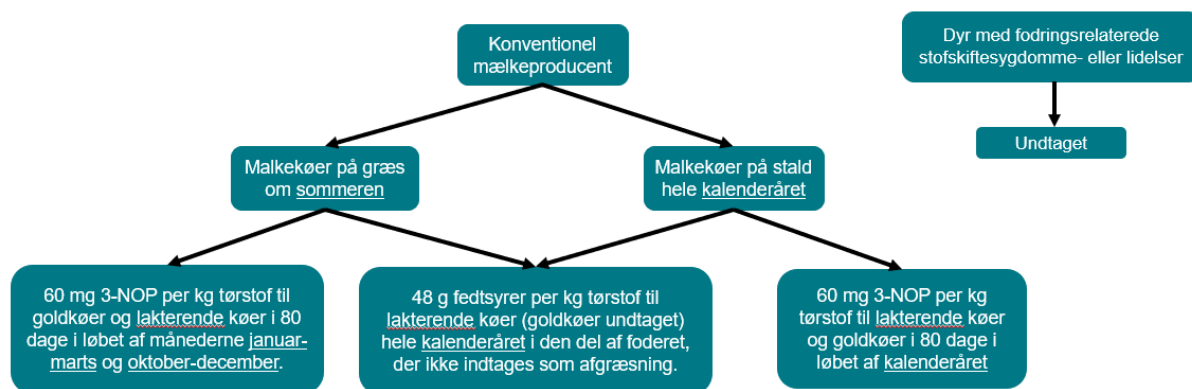 Konventionel
mælkeproducent
Dyr med fodringsrelaterede
stofskiftesygdomme- eller lidelser
Undtaget
Malkekøer på græs
om sommeren
Malkekøer på stald
hele kalenderåret
60 mg 3-NOP per kg tørstof til
goldkøer og lakterende køer i 80
dage i løbet af månederne januar-
marts og oktober-december.
48 g fedtsyrer per kg tørstof til
lakterende køer (goldkøer undtaget)
hele kalenderåret i den del af foderet,
der ikke indtages som afgræsning.
60 mg 3-NOP per kg
tørstof til lakterende køer
og goldkøer i 80 dage i
løbet af kalenderåret